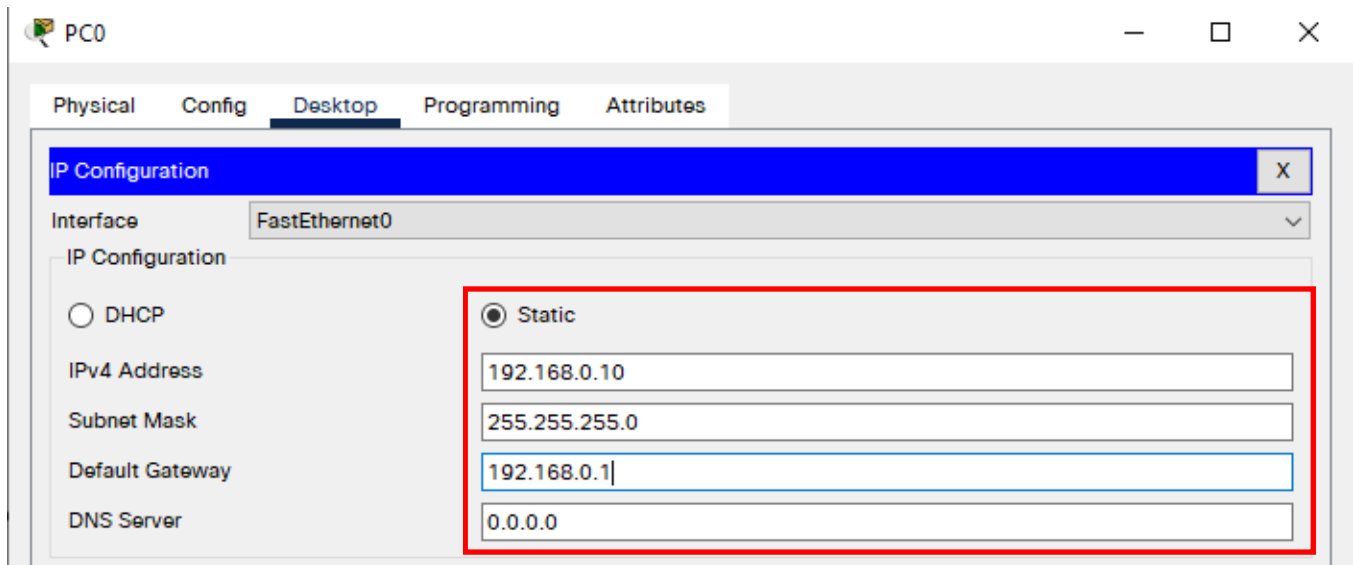 PC0
Physical Config Desktop Programming Attributes
IP Configuration X
Interface FastEthernet0
IP Configuration
DHCP Static
IPv4 Address 192.168.0.10
Subnet Mask 255.255.255.0
Default Gateway 192.168.0.1
DNS Server 0.0.0.0